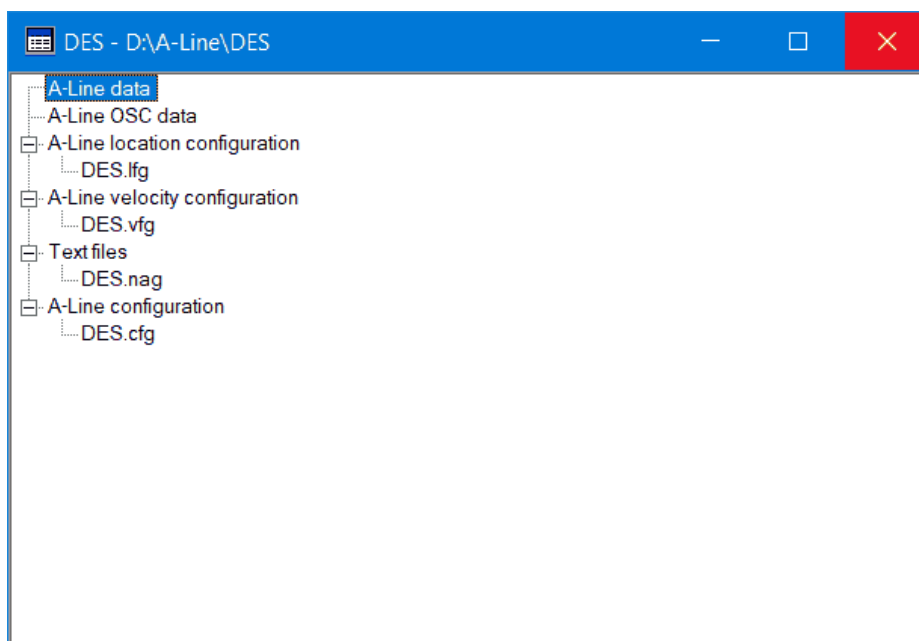 DES - D:\A-Line\DES
A-Line data
A-Line OSC data
A-Line location configuration
DES.lfg
A-Line velocity configuration
DES.vfg
Text files
DES.nag
A-Line configuration
DES.cfg